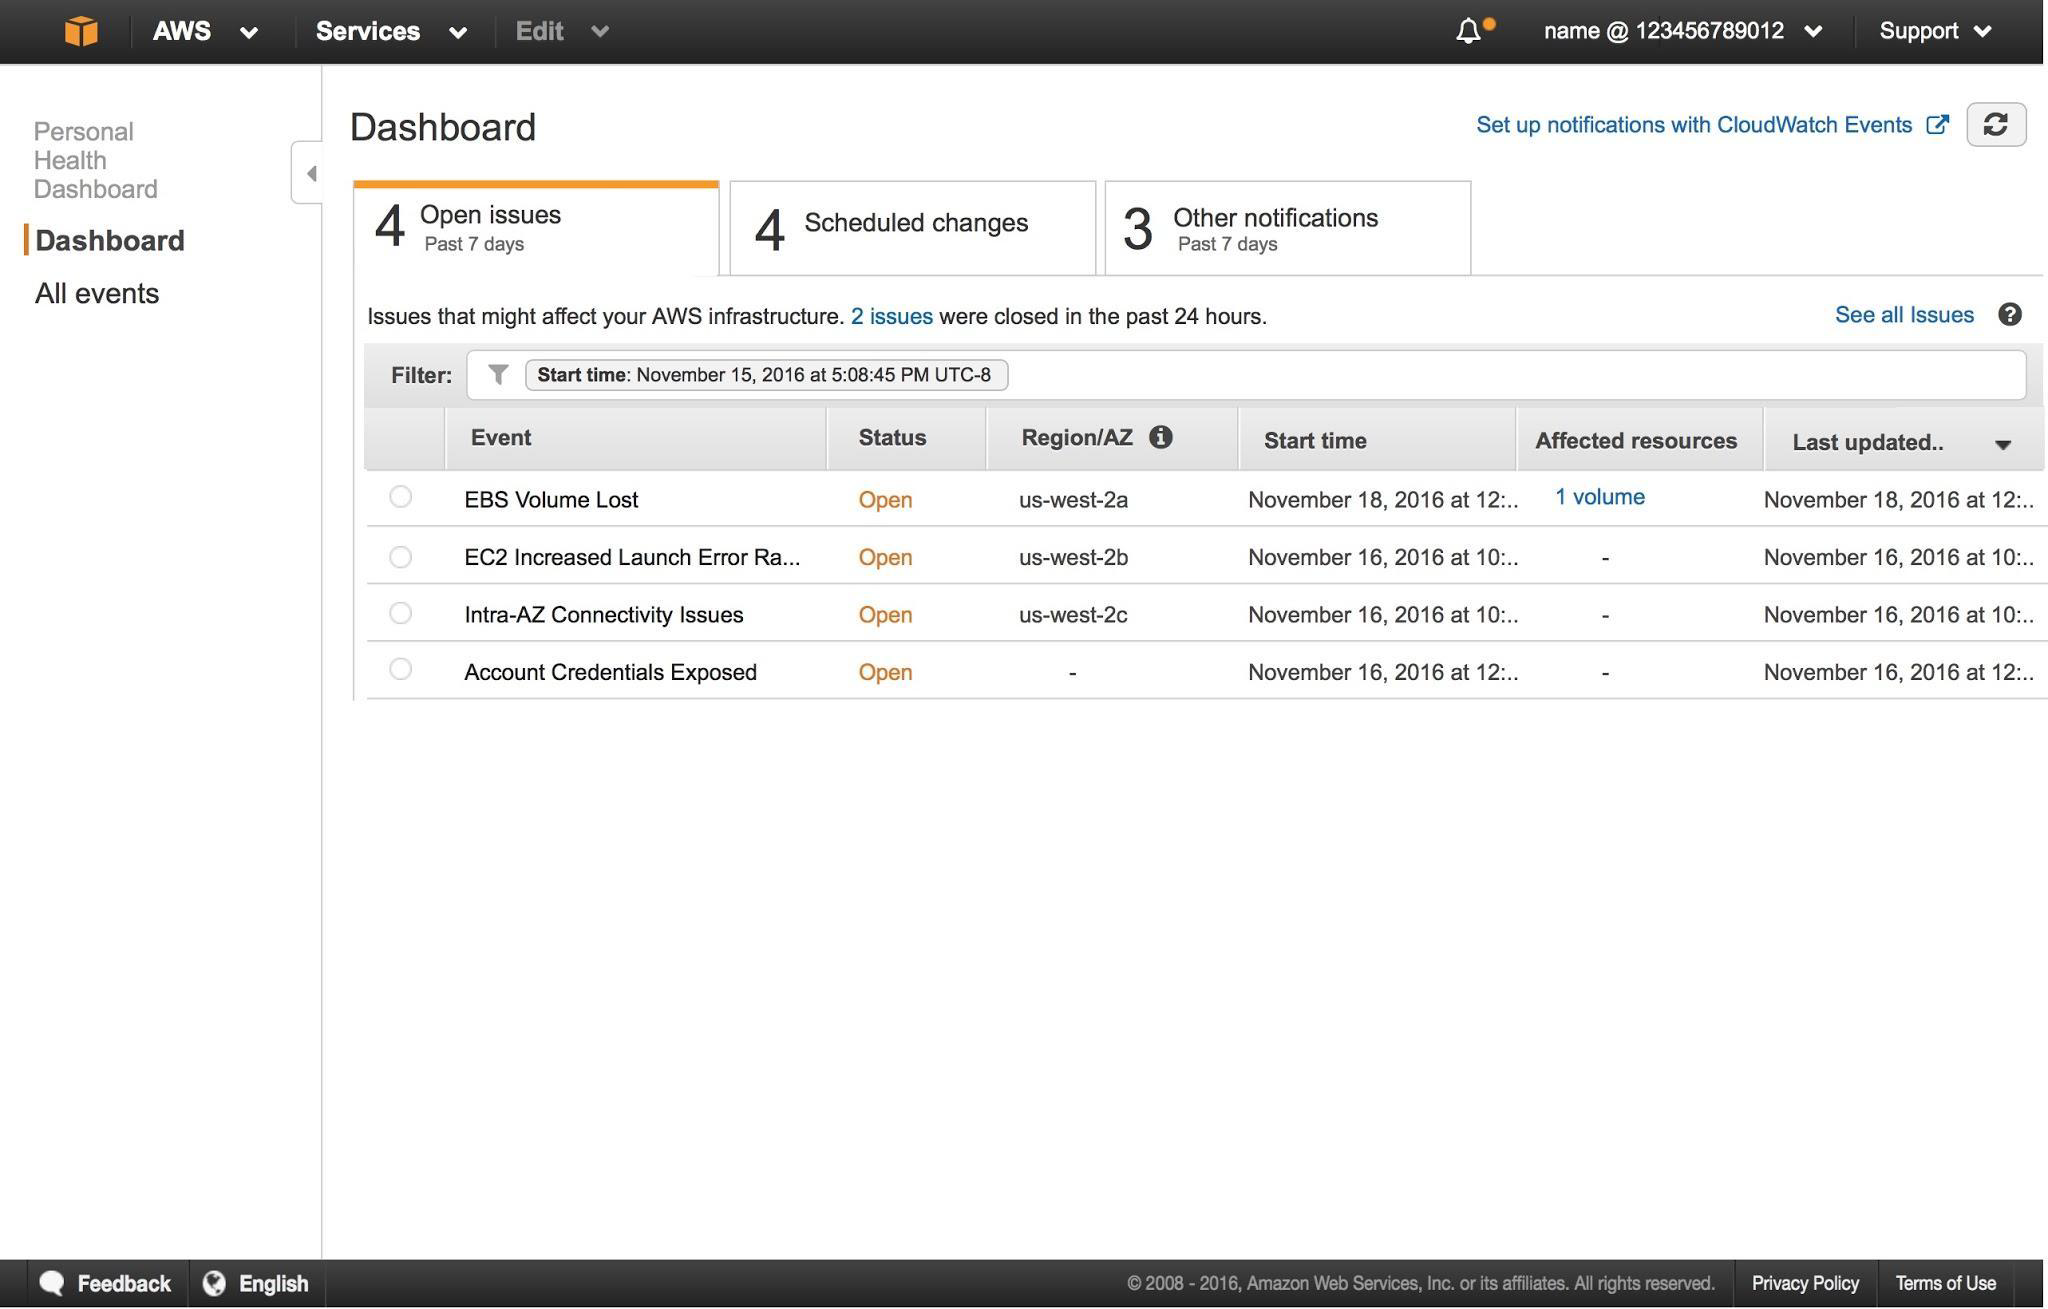 AWS Services Edit name @ 123456789012 Support
Personal
Health
Dashboard
Dashboard
All events
Dashboard
Set up notifications with CloudWatch Events
4 Open issues
Past 7 days
4 Scheduled changes
3 Other notifications
Past 7 days
Issues that might affect your AWS infrastructure. 2 issues were closed in the past 24 hours.
See all Issues ?
Filter: Start time: November 15, 2016 at 5:08:45 PM UTC-8
Event Status Region/AZ i Start time Affected resources Last updated..
EBS Volume Lost Open us-west-2a November 18, 2016 at 12:.. 1 volume November 18, 2016 at 12:..
EC2 Increased Launch Error Ra... Open us-west-2b November 16, 2016 at 10:.. - November 16, 2016 at 10:..
Intra-AZ Connectivity Issues Open us-west-2c November 16, 2016 at 10:.. - November 16, 2016 at 10:..
Account Credentials Exposed Open - November 16, 2016 at 12:.. - November 16, 2016 at 12:..
Feedback English © 2008 - 2016, Amazon Web Services, Inc. or its affiliates. All rights reserved. Privacy Policy Terms of Use